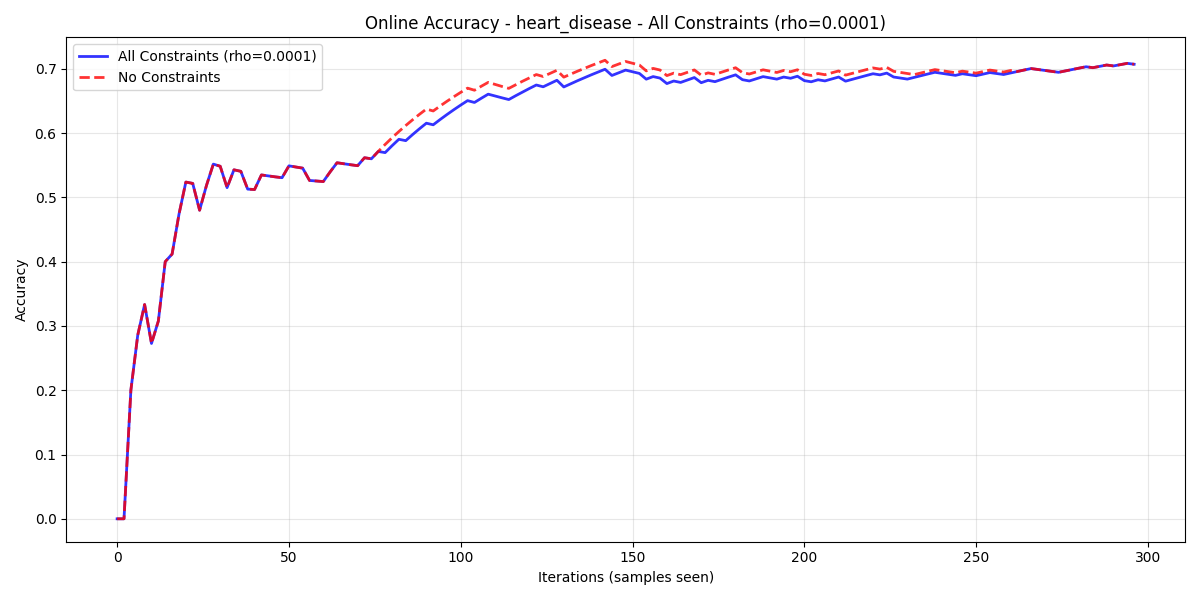 Online Accuracy - heart_disease - All Constraints (rho=0.0001)
All Constraints (rho=0.0001)
No Constraints
Accuracy
0.7
0.6
0.5
0.4
0.3
0.2
0.1
0.0
0 50 100 150 200 250 300
Iterations (samples seen)